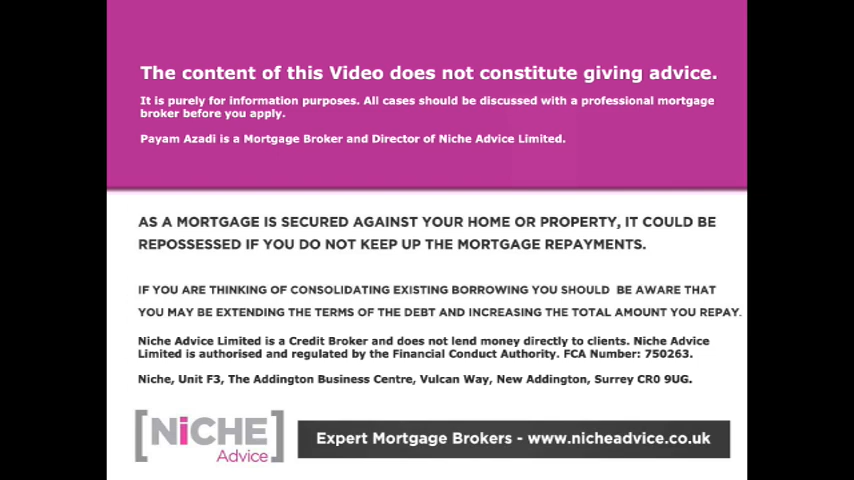 The content of this Video does not constitute giving advice.
It is purely for information purposes. All cases should be discussed with a professional mortgage
broker before you apply.
Payam Azadi is a Mortgage Broker and Director of Niche Advice Limited.
AS A MORTGAGE IS SECURED AGAINST YOUR HOME OR PROPERTY, IT COULD BE
REPOSSESSED IF YOU DO NOT KEEP UP THE MORTGAGE REPAYMENTS.
IF YOU ARE THINKING OF CONSOLIDATING EXISTING BORROWING YOU SHOULD BE AWARE THAT
YOU MAY BE EXTENDING THE TERMS OF THE DEBT AND INCREASING THE TOTAL AMOUNT YOU REPAY.
Niche Advice Limited is a Credit Broker and does not lend money directly to clients. Niche Advice
Limited is authorised and regulated by the Financial Conduct Authority. FCA Number: 750263.
Niche, Unit F3, The Addington Business Centre, Vulcan Way, New Addington, Surrey CR0 9UG.
[NiCHE]
Advice
Expert Mortgage Brokers - www.nicheadvice.co.uk